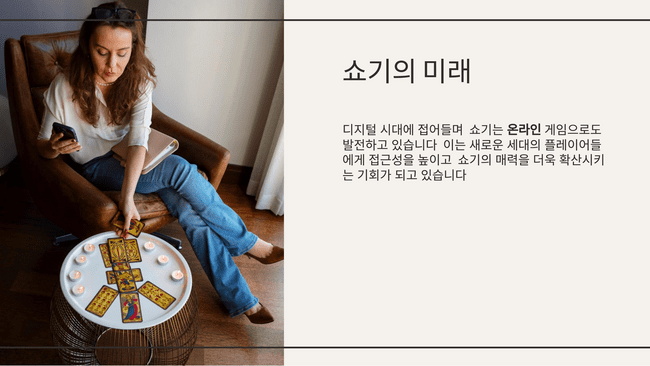 쇼기의 미래
디지털 시대에 접어들며  쇼기는 온라인 게임으로도
발전하고 있습니다  이는 새로운 세대의 플레이어들
에게 접근성을 높이고  쇼기의 매력을 더욱 확산시키
는 기회가 되고 있습니다